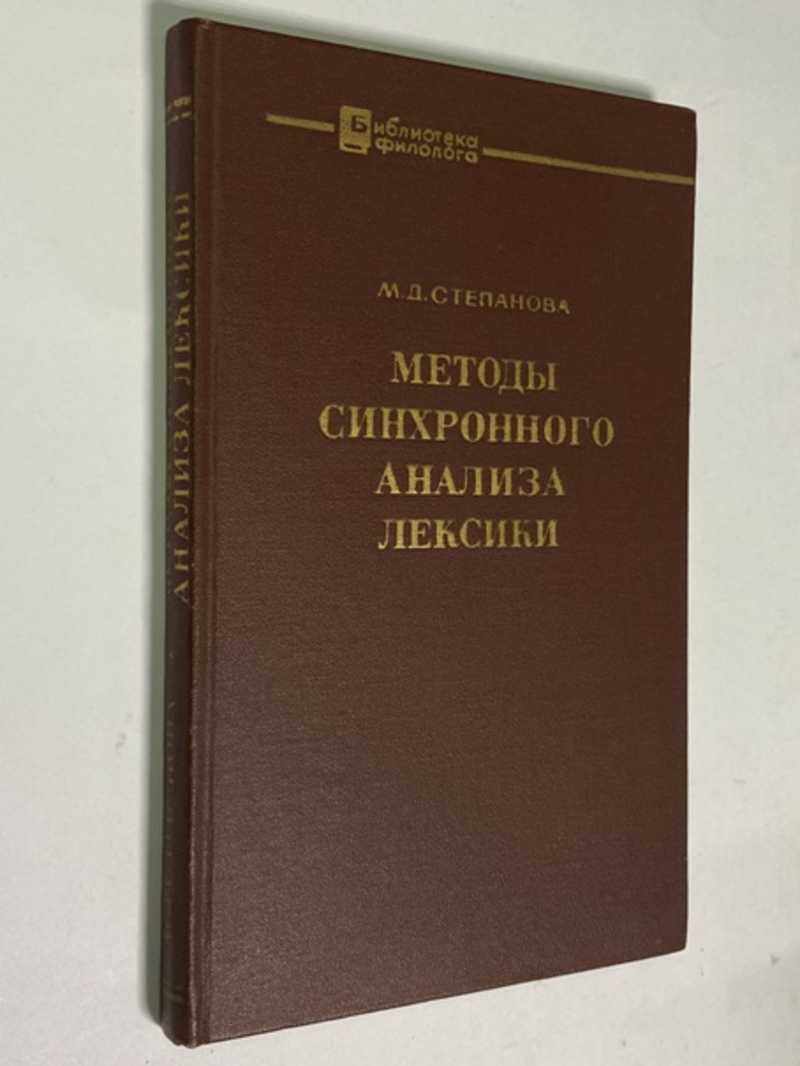 Библиотека
филолога
М.Д.СТЕПАНОВА
МЕТОДЫ
СИНХРОННОГО
АНАЛИЗА
ЛЕКСИКИ
АНАЛИЗА ЛЕКСИКИ